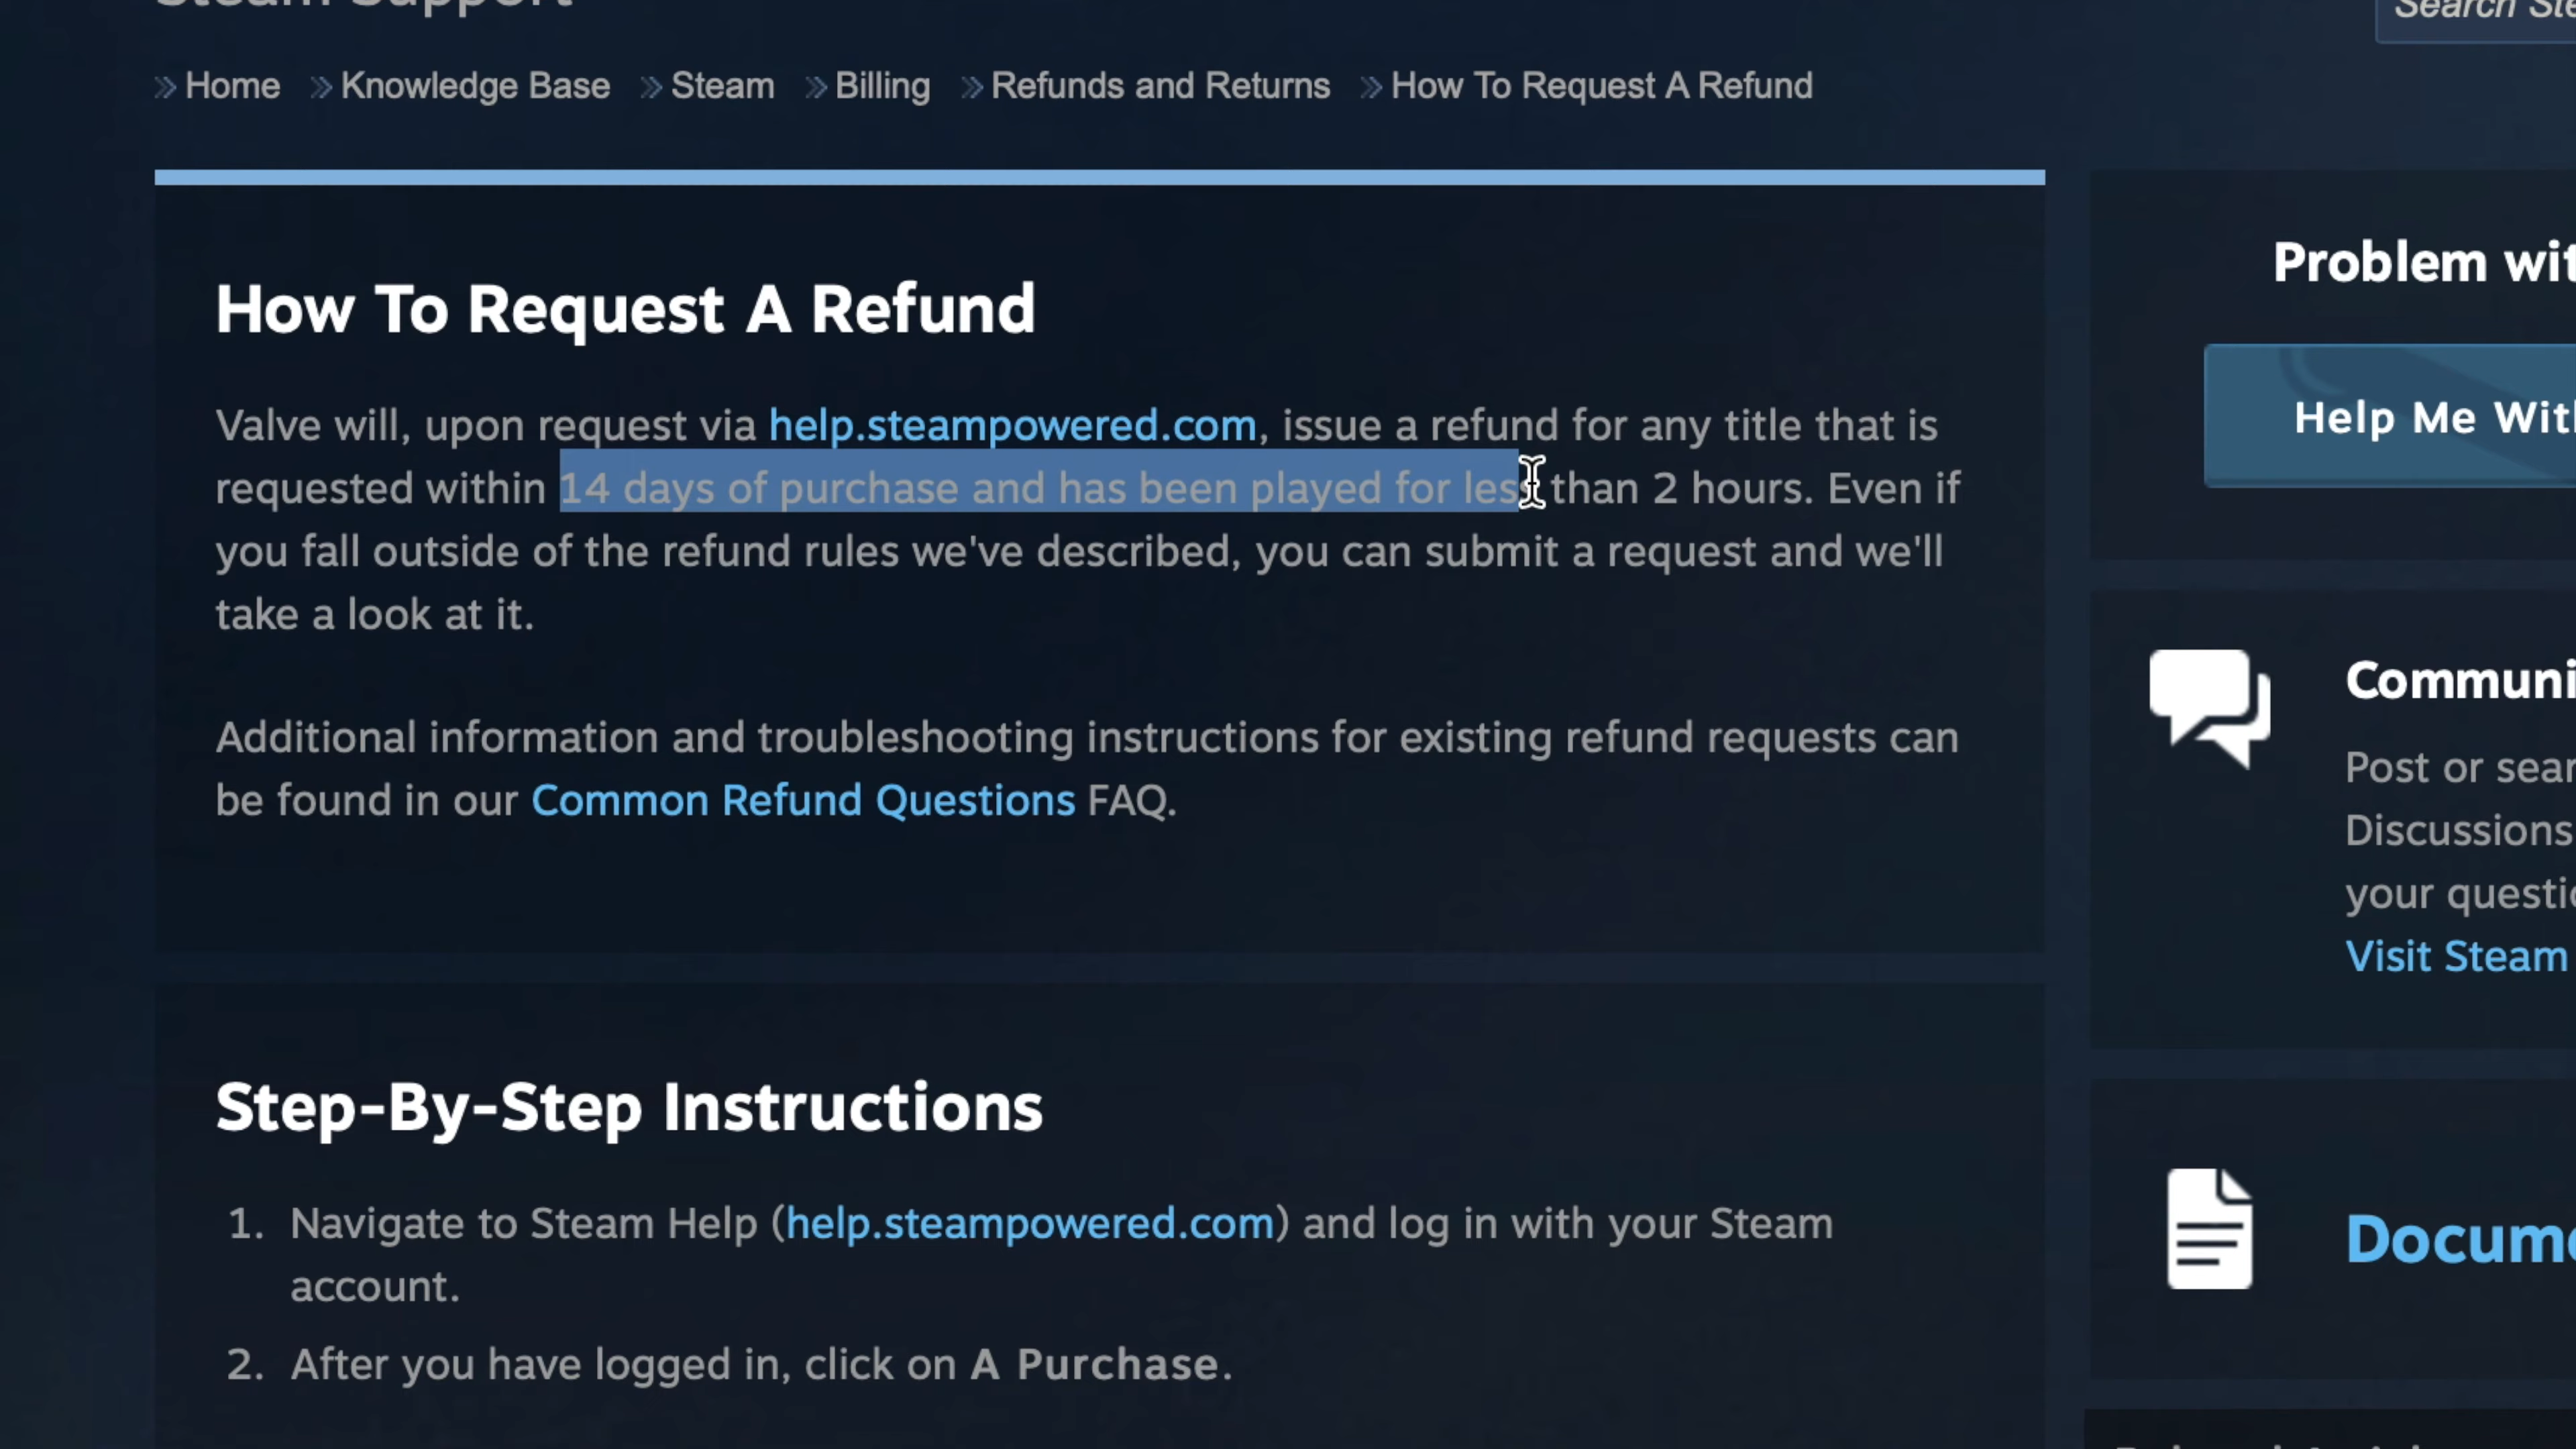 Steam Support
Search
Home Knowledge Base Steam Billing Refunds and Returns How To Request A Refund
How To Request A Refund
Valve will, upon request via help.steampowered.com, issue a refund for any title that is
requested within 14 days of purchase and has been played for less than 2 hours. Even if
you fall outside of the refund rules we've described, you can submit a request and we'll
take a look at it.
Additional information and troubleshooting instructions for existing refund requests can
be found in our Common Refund Questions FAQ.
Step-By-Step Instructions
1. Navigate to Steam Help (help.steampowered.com) and log in with your Steam
account.
2. After you have logged in, click on A Purchase.
Problem
Help Me
Post or
Discussions
your
Visit Steam